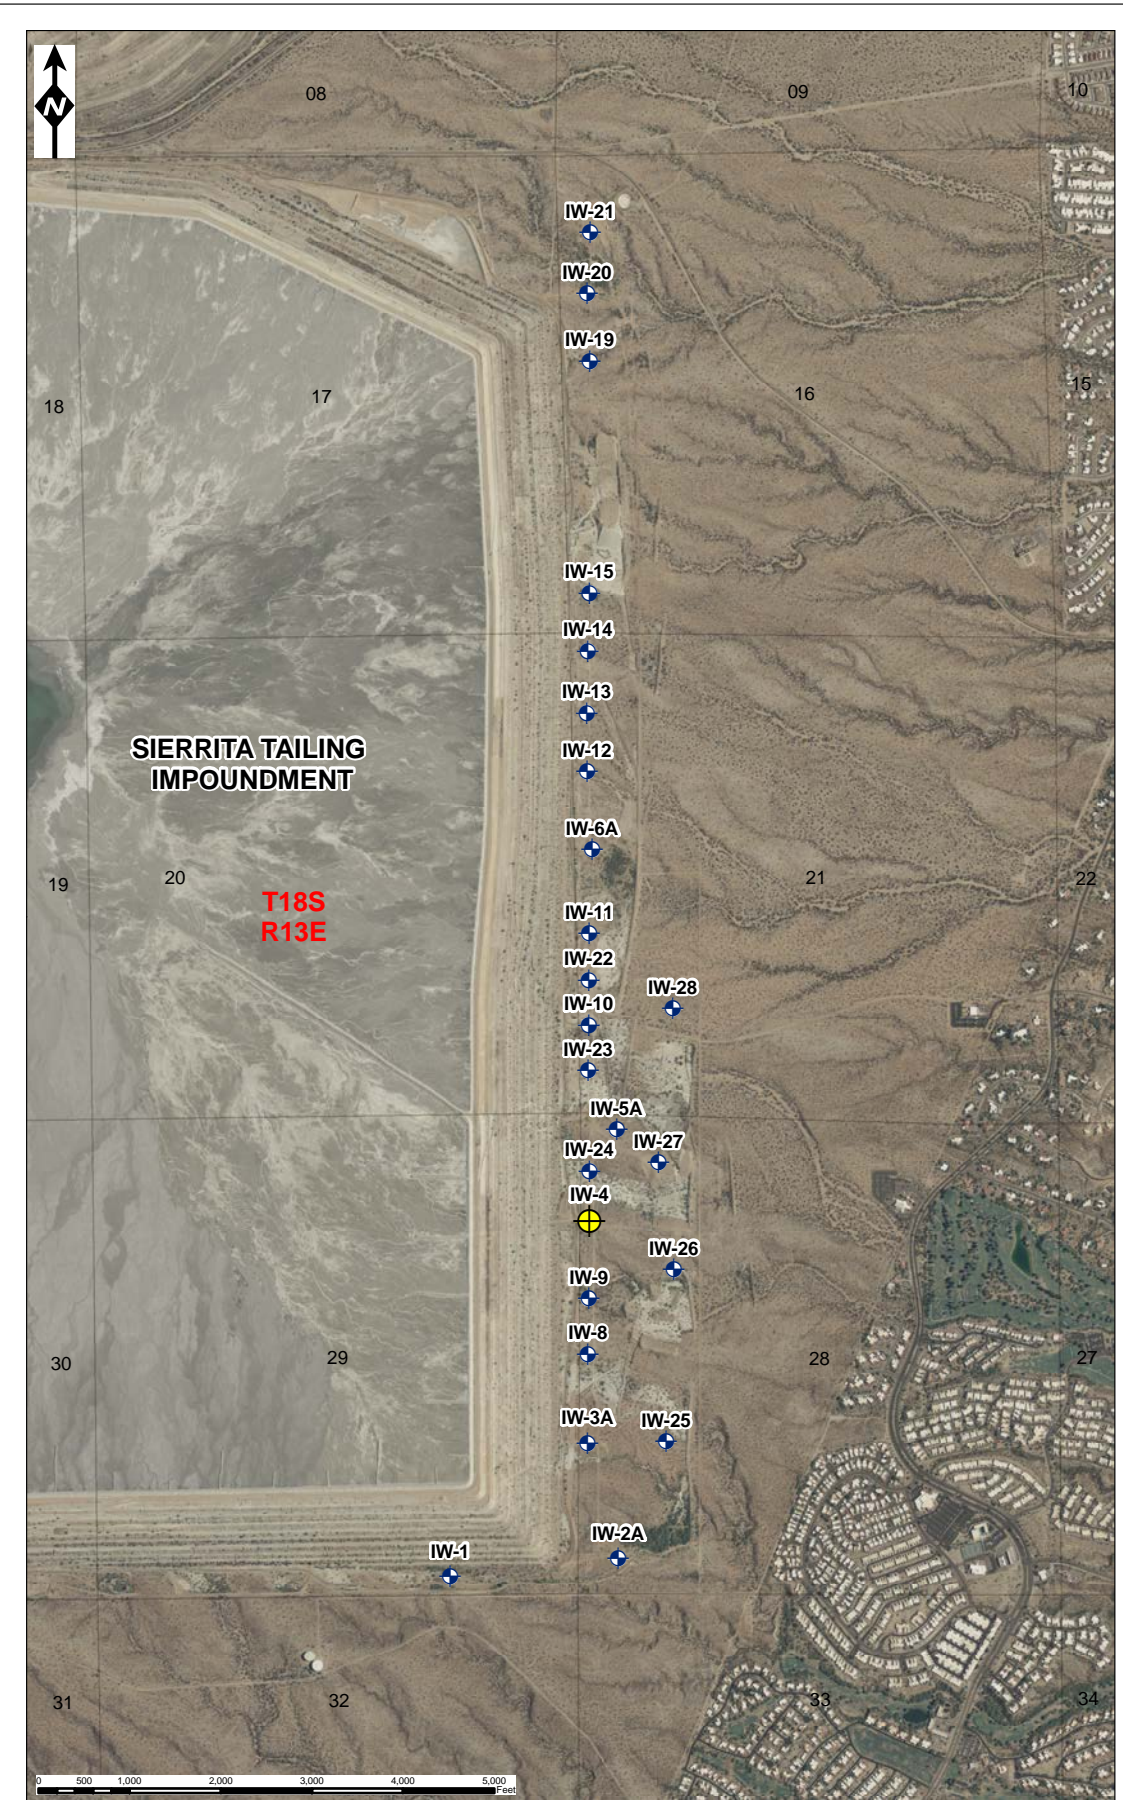 N
08
09
10
IW-21
IW-20
IW-19
17
16
15
18
IW-15
IW-14
IW-13
SIERRITA TAILING
IMPOUNDMENT
IW-12
IW-6A
19
20
21
22
T18S
R13E
IW-11
IW-22
IW-28
IW-10
IW-23
IW-5A
IW-27
IW-24
IW-4
IW-26
IW-9
IW-8
30
29
28
27
IW-3A
IW-25
IW-2A
IW-1
31
32
33
34
0 500 1,000 2,000 3,000 4,000 5,000
Feet